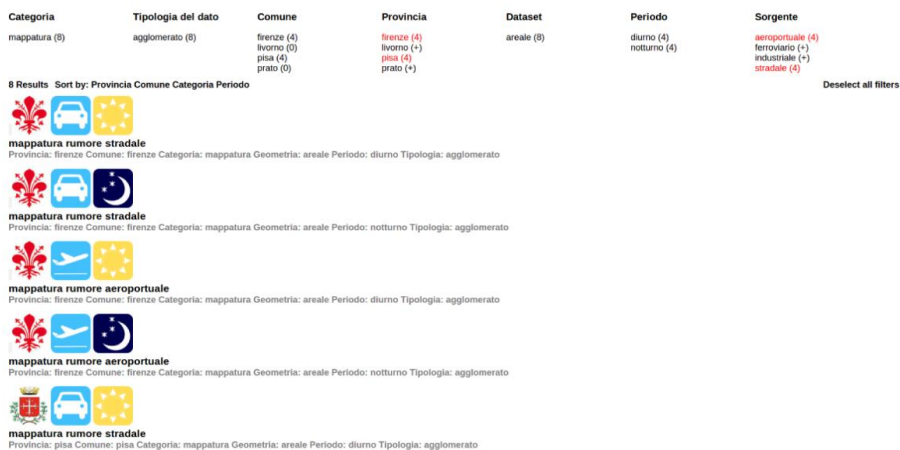 Categoria Tipologia del dato Comune Provincia Dataset Periodo Sorgente
mappatura (8) agglomerato (8) firenze (4) firenze (4) areale (8) diurno (4) aeroportuale (4)
livorno (0) livorno (+) notturno (4) ferroviario (+)
pisa (4) pisa (4) industriale (+)
prato (0) prato (+) stradale (4)
8 Results Sort by: Provincia Comune Categoria Periodo Deselect all filters
mappatura rumore stradale
Provincia: firenze Comune: firenze Categoria: mappatura Geometria: areale Periodo: diurno Tipologia: agglomerato
mappatura rumore stradale
Provincia: firenze Comune: firenze Categoria: mappatura Geometria: areale Periodo: notturno Tipologia: agglomerato
mappatura rumore aeroportuale
Provincia: firenze Comune: firenze Categoria: mappatura Geometria: areale Periodo: diurno Tipologia: agglomerato
mappatura rumore aeroportuale
Provincia: firenze Comune: firenze Categoria: mappatura Geometria: areale Periodo: notturno Tipologia: agglomerato
mappatura rumore stradale
Provincia: pisa Comune: pisa Categoria: mappatura Geometria: areale Periodo: diurno Tipologia: agglomerato